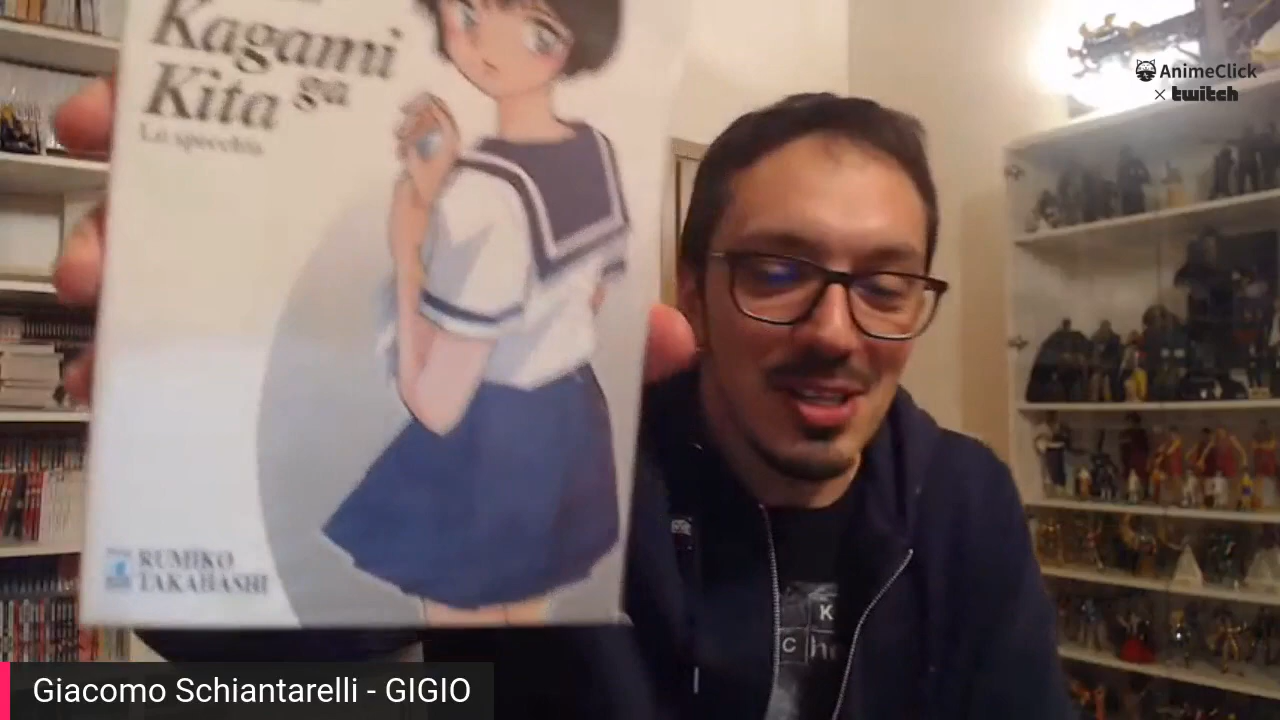 Kagami
ga
Kita
Lo specchio
RUMIKO
TAKAHASHI
AnimeClick
× twitch
K
C
Giacomo Schiantarelli - GIGIO